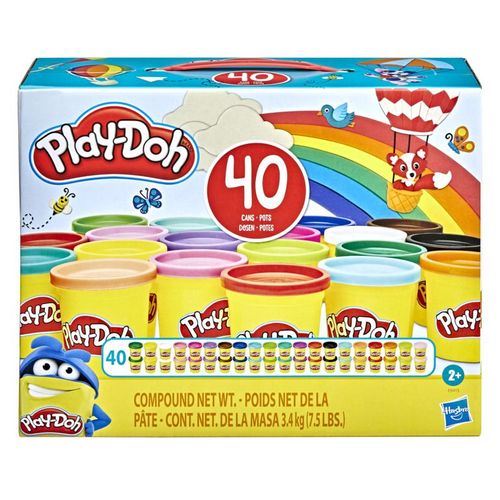 40
Play-Doh
40
CANS • POTS
DOSEN • POTES
Play-Doh
Play-Doh
Play-Doh
Play-Doh
40
2+
Play-Doh
COMPOUND NET WT. - POIDS NET DE LA
PÂTE - CONT. NET. DE LA MASA 3.4 kg (7.5 LBS.)
Hasbro